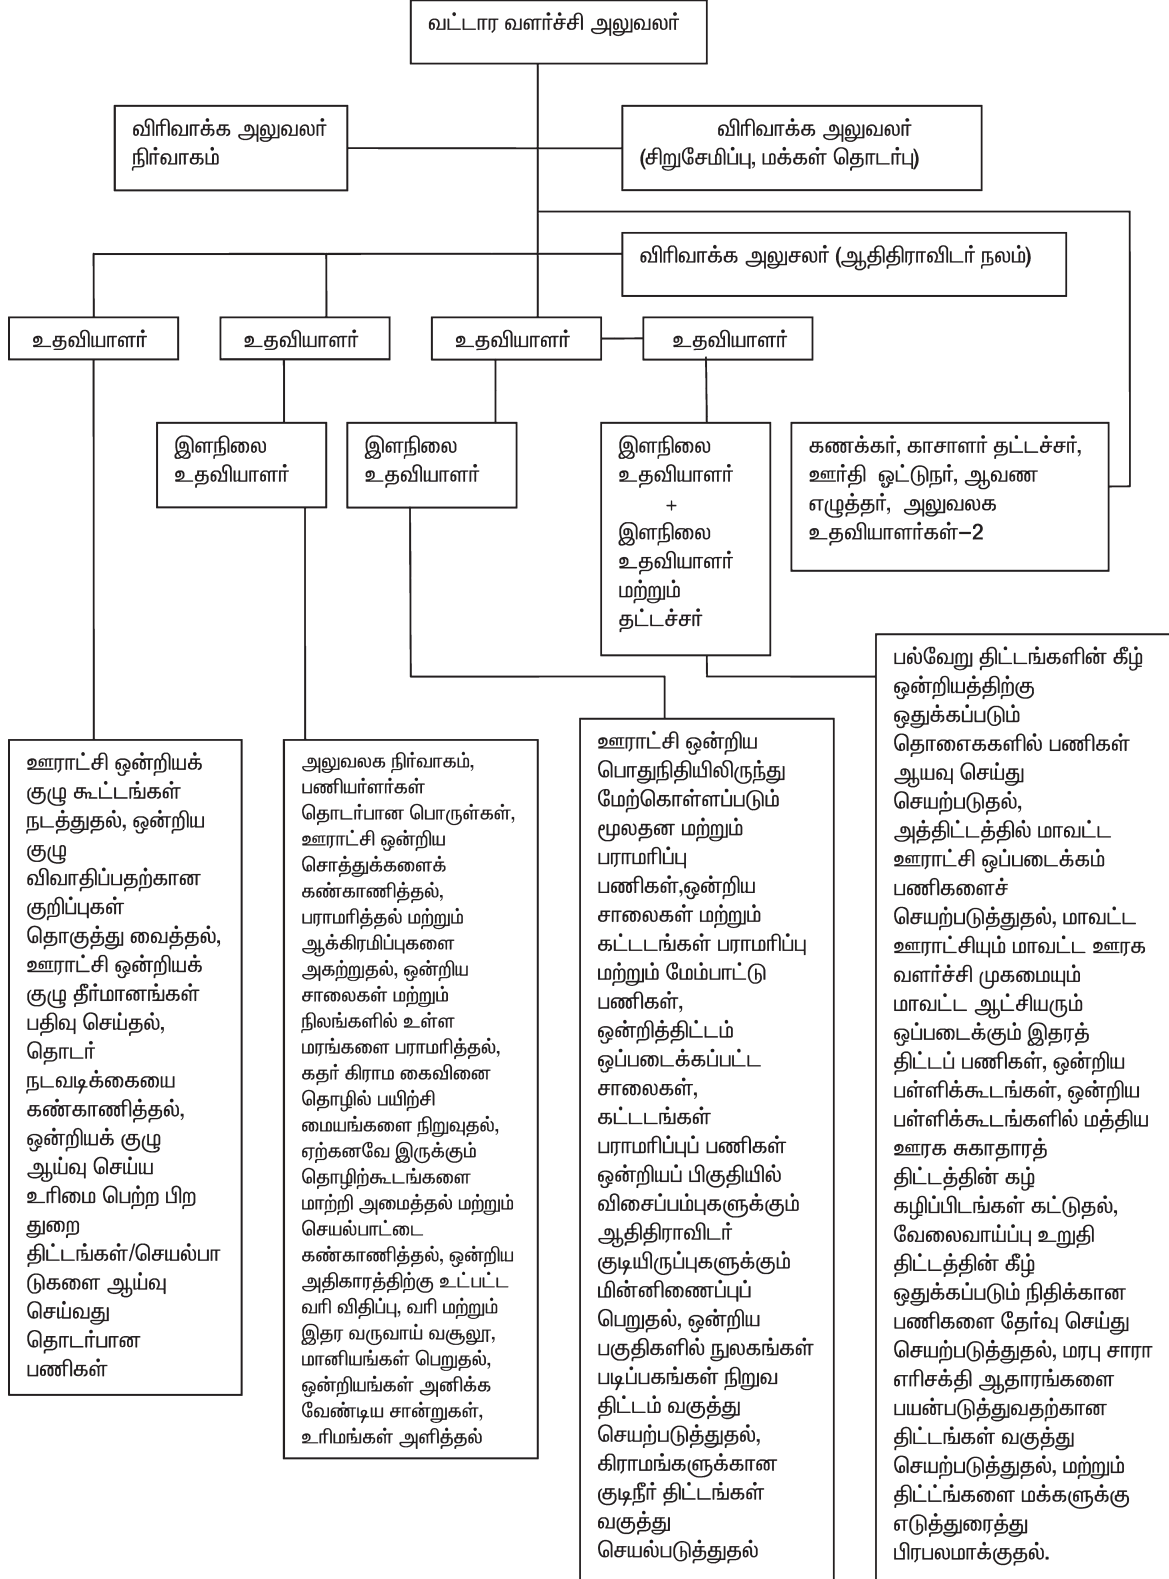 வட்டார வளர்ச்சி அலுவலர்
விரிவாக்க அலுவலர்
நிர்வாகம்
விரிவாக்க அலுவலர்
(சிறுசேமிப்பு, மக்கள் தொடர்பு)
விரிவாக்க அலுசலர் (ஆதிதிராவிடர் நலம்)
உதவியாளர்
உதவியாளர்
உதவியாளர்
உதவியாளர்
இளநிலை
உதவியாளர்
இளநிலை
உதவியாளர்
இளநிலை
உதவியாளர்
+
இளநிலை
உதவியாளர்
மற்றும்
தட்டச்சர்
கணக்கர், காசாளர் தட்டச்சர்,
ஊர்தி ஓட்டுநர், ஆவண
எழுத்தர், அலுவலக
உதவியாளர்கள்–2
ஊராட்சி ஒன்றியக்
குழு கூட்டங்கள்
நடத்துதல், ஒன்றிய
குழு
விவாதிப்பதற்கான
குறிப்புகள்
தொகுத்து வைத்தல்,
ஊராட்சி ஒன்றியக்
குழு தீர்மானங்கள்
பதிவு செய்தல்,
தொடர்
நடவடிக்கையை
கண்காணித்தல்,
ஒன்றியக் குழு
ஆய்வு செய்ய
உரிமை பெற்ற பிற
துறை
திட்டங்கள்/செயல்பா
டுகளை ஆய்வு
செய்வது
தொடர்பான
பணிகள்
அலுவலக நிர்வாகம்,
பணியர்ளர்கள்
தொடர்பான பொருள்கள்,
ஊராட்சி ஒன்றிய
சொத்துக்களைக்
கண்காணித்தல்,
பராமரித்தல் மற்றும்
ஆக்கிரமிப்புகளை
அகற்றுதல், ஒன்றிய
சாலைகள் மற்றும்
நிலங்களில் உள்ள
மரங்களை பராமரித்தல்,
கதர் கிராம கைவினை
தொழில் பயிற்சி
மையங்களை நிறுவுதல்,
ஏற்கனவே இருக்கும்
தொழிற்கூடங்களை
மாற்றி அமைத்தல் மற்றும்
செயல்பாட்டை
கண்காணித்தல், ஒன்றிய
அதிகாரத்திற்கு உட்பட்ட
வரி விதிப்பு, வரி மற்றும்
இதர வருவாய் வசூலூ,
மானியங்கள் பெறுதல்,
ஒன்றியங்கள் அனிக்க
வேண்டிய சான்றுகள்,
உரிமங்கள் அளித்தல்
ஊராட்சி ஒன்றிய
பொதுநிதியிலிருந்து
மேற்கொள்ளப்படும்
மூலதன மற்றும்
பராமரிப்பு
பணிகள்,ஒன்றிய
சாலைகள் மற்றும்
கட்டடங்கள் பராமரிப்பு
மற்றும் மேம்பாட்டு
பணிகள்,
ஒன்றித்திட்டம்
ஒப்படைக்கப்பட்ட
சாலைகள்,
கட்டடங்கள்
பராமரிப்புப் பணிகள்
ஒன்றியப் பிகுதியில்
விசைப்பம்புகளுக்கும்
ஆதிதிராவிடர்
குடியிருப்புகளுக்கும்
மின்னிணைப்புப்
பெறுதல், ஒன்றிய
பகுதிகளில் நுலகங்கள்
படிப்பகங்கள் நிறுவ
திட்டம் வகுத்து
செயற்படுத்துதல்,
கிராமங்களுக்கான
குடிநீர் திட்டங்கள்
வகுத்து
செயல்படுத்துதல்
பல்வேறு திட்டங்களின் கீழ்
ஒன்றியத்திற்கு
ஒதுக்கப்படும்
தொஎைககளில் பணிகள்
ஆயவு செய்து
செயற்படுதல்,
அத்திட்டத்தில் மாவட்ட
ஊராட்சி ஒப்படைக்கம்
பணிகளைச்
செயற்படுத்துதல், மாவட்ட
ஊராட்சியும் மாவட்ட ஊரக
வளர்ச்சி முகமையும்
மாவட்ட ஆட்சியரும்
ஒப்படைக்கும் இதரத்
திட்டப் பணிகள், ஒன்றிய
பள்ளிக்கூடங்கள், ஒன்றிய
பள்ளிக்கூடங்களில் மத்திய
ஊரக சுகாதாரத்
திட்டத்தின் கழ்
கழிப்பிடங்கள் கட்டுதல்,
வேலைவாய்ப்பு உறுதி
திட்டத்தின் கீழ்
ஒதுக்கப்படும் நிதிக்கான
பணிகளை தேர்வு செய்து
செயற்படுத்துதல், மரபு சாரா
எரிசக்தி ஆதாரங்களை
பயன்படுத்துவதற்கான
திட்டங்கள் வகுத்து
செயற்படுத்துதல், மற்றும்
திட்ட்ங்களை மக்களுக்கு
எடுத்துரைத்து
பிரபலமாக்குதல்.